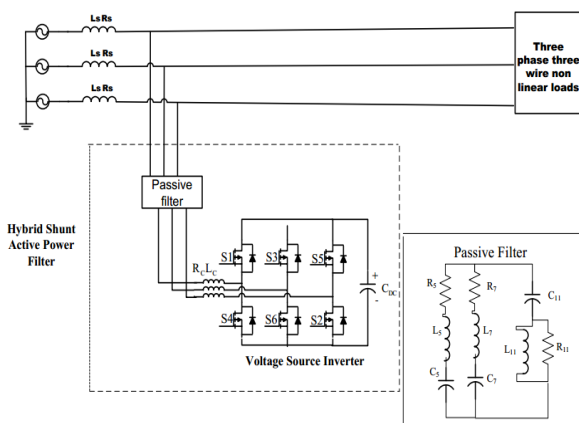 Ls Rs
Ls Rs
Ls Rs
Three
phase three
wire non
linear loads
Hybrid Shunt
Active Power
Filter
Passive
filter
RCLC
S1
S3
S5
+
CDC
-
S4
S6
S2
Voltage Source Inverter
Passive Filter
R5
R7
C11
L5
L7
L11
R11
C5
C7